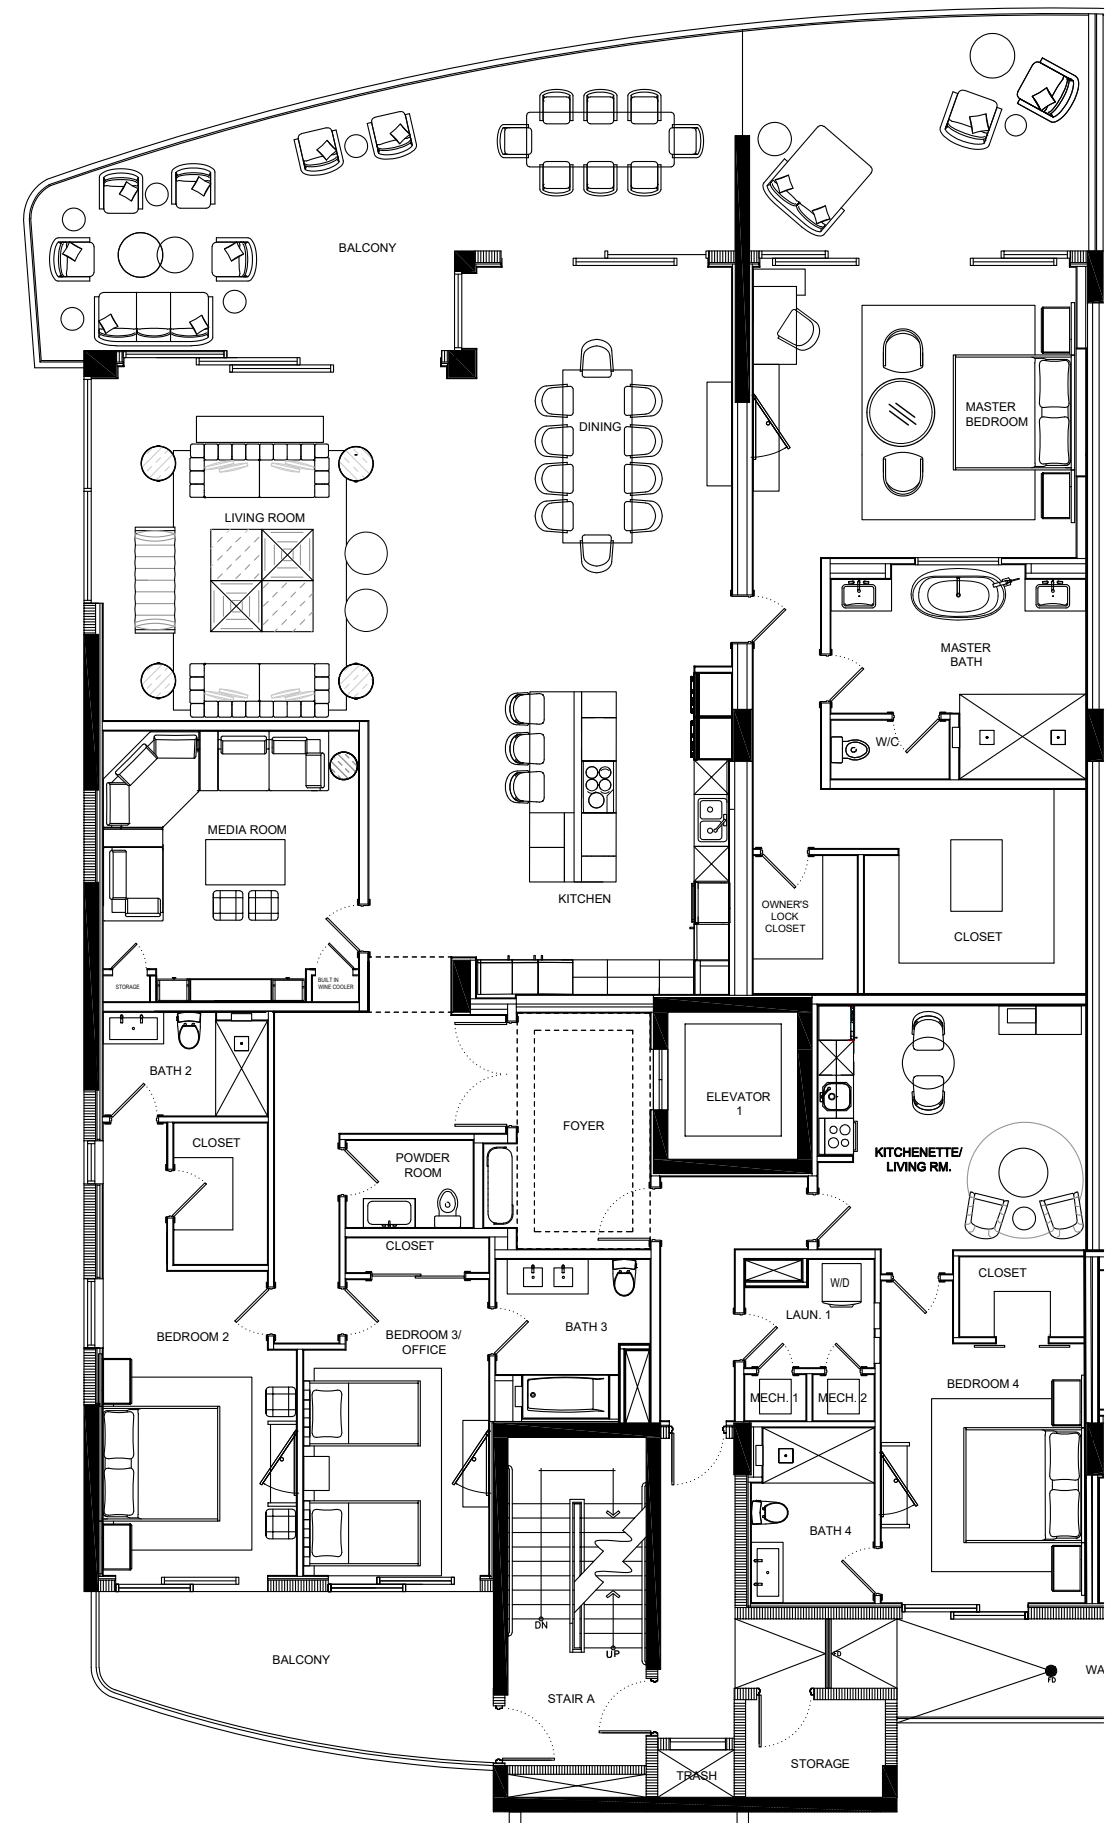 BALCONY
DINING
MASTER
BEDROOM
LIVING ROOM
MASTER
BATH
W/C
MEDIA ROOM
KITCHEN
OWNER'S
LOCK
CLOSET
CLOSET
STORAGE
BUILT IN
WINE COOLER
BATH 2
ELEVATOR
1
FOYER
CLOSET
POWDER
ROOM
KITCHENETTE/
LIVING RM.
CLOSET
CLOSET
W/D
LAUN. 1
BEDROOM 2
BEDROOM 3/
OFFICE
BATH 3
MECH. 1
MECH. 2
BEDROOM 4
BATH 4
DN
UP
BALCONY
FD
WA
STAIR A
STORAGE
TRASH